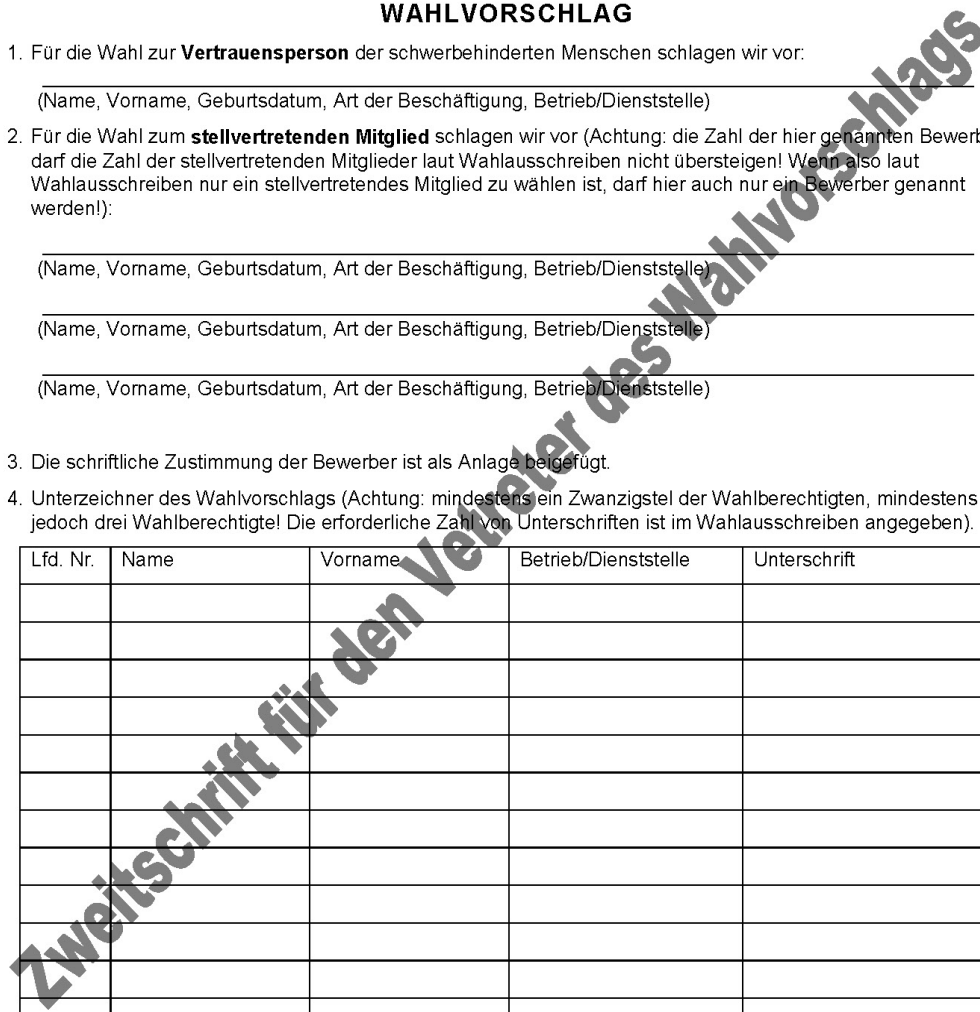 WAHLVORSCHLAG
1. Für die Wahl zur Vertrauensperson der schwerbehinderten Menschen schlagen wir vor:
(Name, Vorname, Geburtsdatum, Art der Beschäftigung, Betrieb/Dienststelle)
2. Für die Wahl zum stellvertretenden Mitglied schlagen wir vor (Achtung: die Zahl der hier genannten Bewerb
darf die Zahl der stellvertretenden Mitglieder laut Wahlausschreiben nicht übersteigen! Wenn also laut
Wahlausschreiben nur ein stellvertretendes Mitglied zu wählen ist, darf hier auch nur ein Bewerber genannt
werden!):
(Name, Vorname, Geburtsdatum, Art der Beschäftigung, Betrieb/Dienststelle)
(Name, Vorname, Geburtsdatum, Art der Beschäftigung, Betrieb/Dienststelle)
(Name, Vorname, Geburtsdatum, Art der Beschäftigung, Betrieb/Dienststelle)
3. Die schriftliche Zustimmung der Bewerber ist als Anlage beigefügt.
4. Unterzeichner des Wahlvorschlags (Achtung: mindestens ein Zwanzigstel der Wahlberechtigten, mindestens
jedoch drei Wahlberechtigte! Die erforderliche Zahl von Unterschriften ist im Wahlausschreiben angegeben).
Lfd. Nr. Name Vorname Betrieb/Dienststelle Unterschrift
Zweitschrift für den Vetreter des Wahlvorschlags